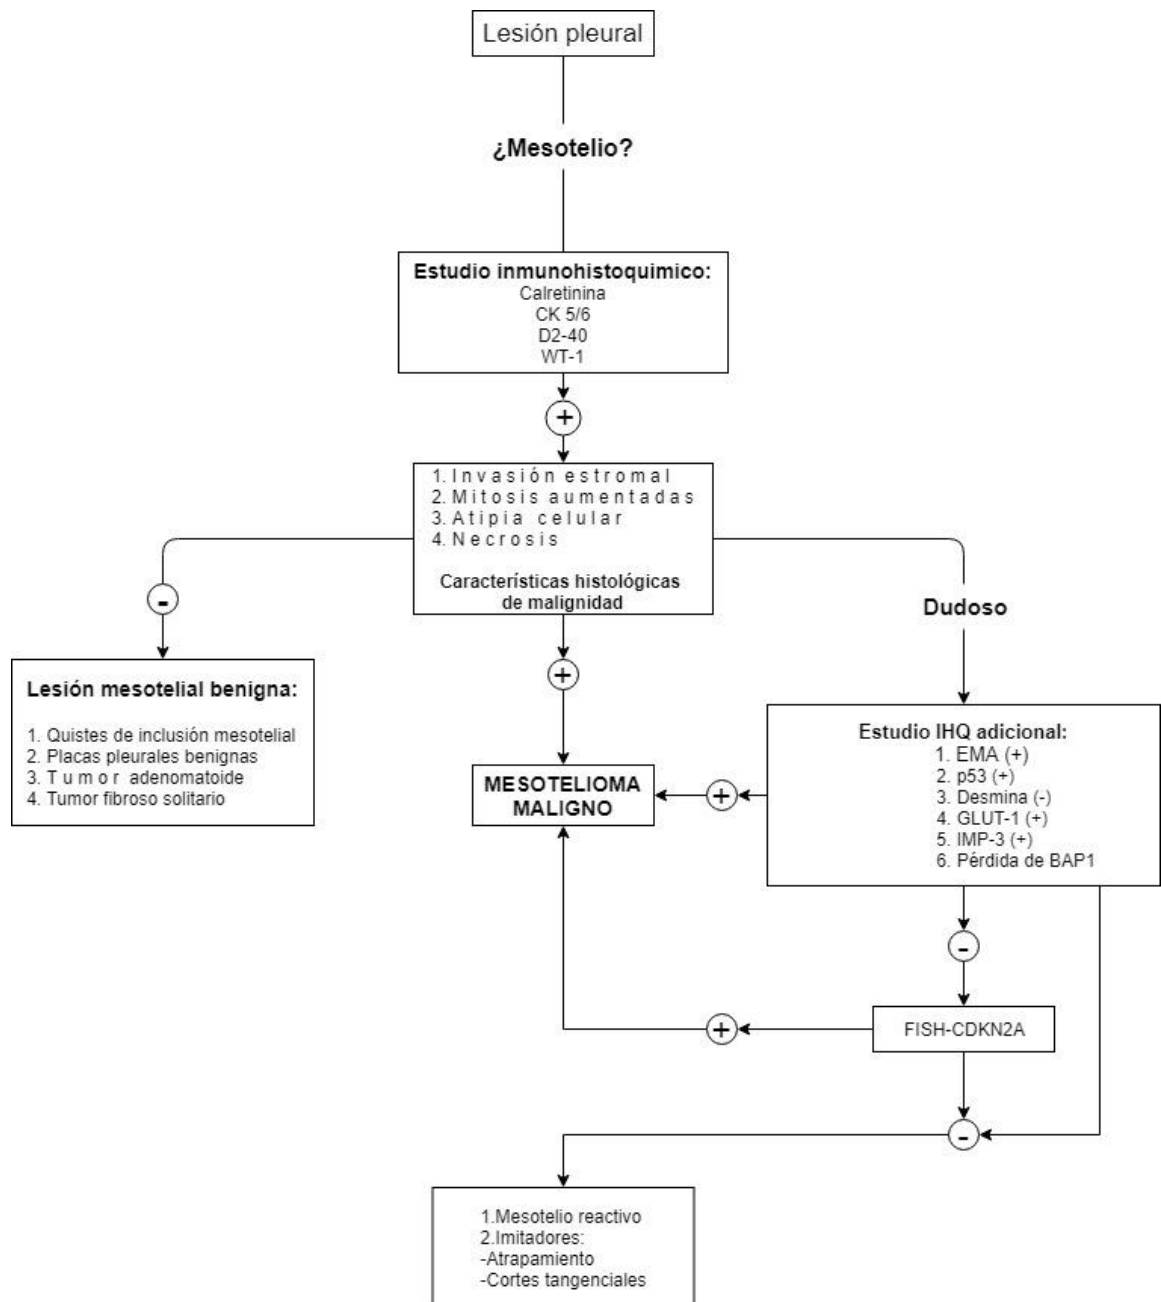 Lesión pleural
¿Mesotelio?
Estudio inmunohistoquimico:
Calretinina
CK 5/6
D2-40
WT-1
+
1. Invasión estromal
2. Mitosis aumentadas
3. Atipia celular
4. Necrosis
Características histológicas
de malignidad
-
+
Dudoso
Lesión mesotelial benigna:
1. Quistes de inclusión mesotelial
2. Placas pleurales benignas
3. Tumor adenomatoide
4. Tumor fibroso solitario
MESOTELIOMA
MALIGNO
+
Estudio IHQ adicional:
1. EMA (+)
2. p53 (+)
3. Desmina (-)
4. GLUT-1 (+)
5. IMP-3 (+)
6. Pérdida de BAP1
-
+
FISH-CDKN2A
-
1.Mesotelio reactivo
2.Imitadores:
-Atrapamiento
-Cortes tangenciales